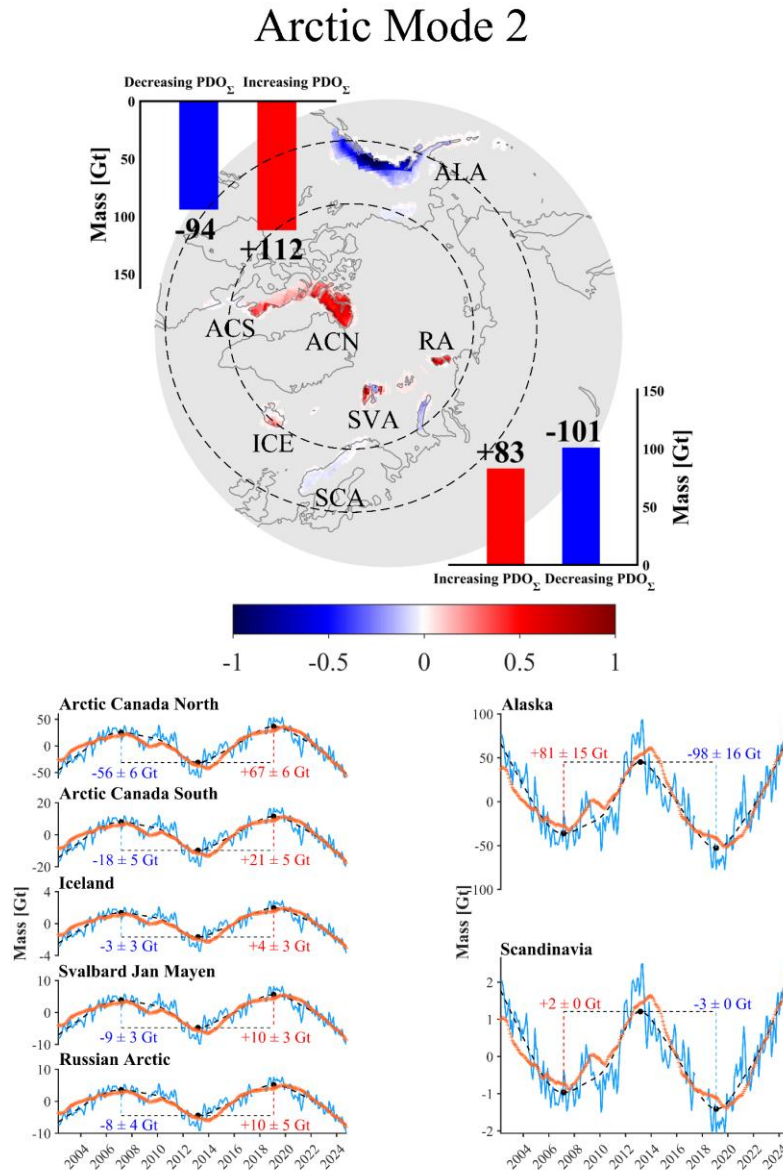 Arctic Mode 2
Decreasing PDOΣ Increasing PDOΣ
0
50
100
150
Mass [Gt]
-94
+112
ALA
ACS
ACN
RA
SVA
ICE
SCA
+83
-101
150
100
50
0
Mass [Gt]
Increasing PDOΣ Decreasing PDOΣ
-1 -0.5 0 0.5 1
Arctic Canada North
50
0
-50
-56 ± 6 Gt
+67 ± 6 Gt
Arctic Canada South
20
0
-20
-18 ± 5 Gt
+21 ± 5 Gt
Mass [Gt]
Iceland
4
0
-4
-3 ± 3 Gt
+4 ± 3 Gt
Svalbard Jan Mayen
10
0
-10
-9 ± 3 Gt
+10 ± 3 Gt
Russian Arctic
10
0
-10
-8 ± 4 Gt
+10 ± 5 Gt
2004 2006 2008 2010 2012 2014 2016 2018 2020 2022 2024
Alaska
100
50
0
-50
100
+81 ± 15 Gt
-98 ± 16 Gt
Mass [Gt]
Scandinavia
2
1
0
-1
-2
+2 ± 0 Gt
-3 ± 0 Gt
2004 2006 2008 2010 2012 2014 2016 2018 2020 2022 2024